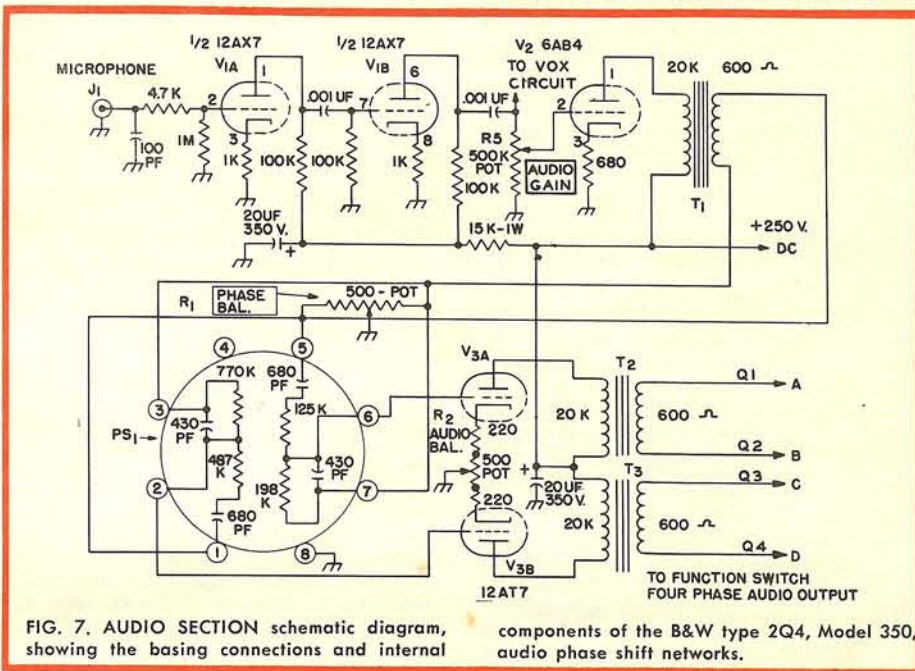 1/2 12AX7
1/2 12AX7
V2 6AB4
TO VOX
CIRCUIT
20K
600 Ω
MICROPHONE
J1
V1A
1
V1B
6
1
4.7 K
2
.001 UF
7
.001 UF
2
100
PF
1M
3
1K
100K
100K
8
1K
R5
500K
POT
100K
AUDIO
GAIN
3
680
T1
20UF
350 V.
+
15 K-1W
+250 V.
DC
R1
PHASE
BAL.
500 - POT
4
5
770K
680
PF
V3A
T2
Q1
A
3
430
PF
125K
6
R2
AUDIO
BAL.
220
20 K
600 Ω
PS1
487
K
430
PF
500
POT
Q2
B
2
198
K
7
+
T3
Q3
C
220
20UF
350V.
20K
600 Ω
680
PF
1
8
Q4
D
V3B
12AT7
TO FUNCTION SWITCH
FOUR PHASE AUDIO OUTPUT
FIG. 7. AUDIO SECTION schematic diagram,
showing the basing connections and internal
components of the B&W type 2Q4, Model 350,
audio phase shift networks.